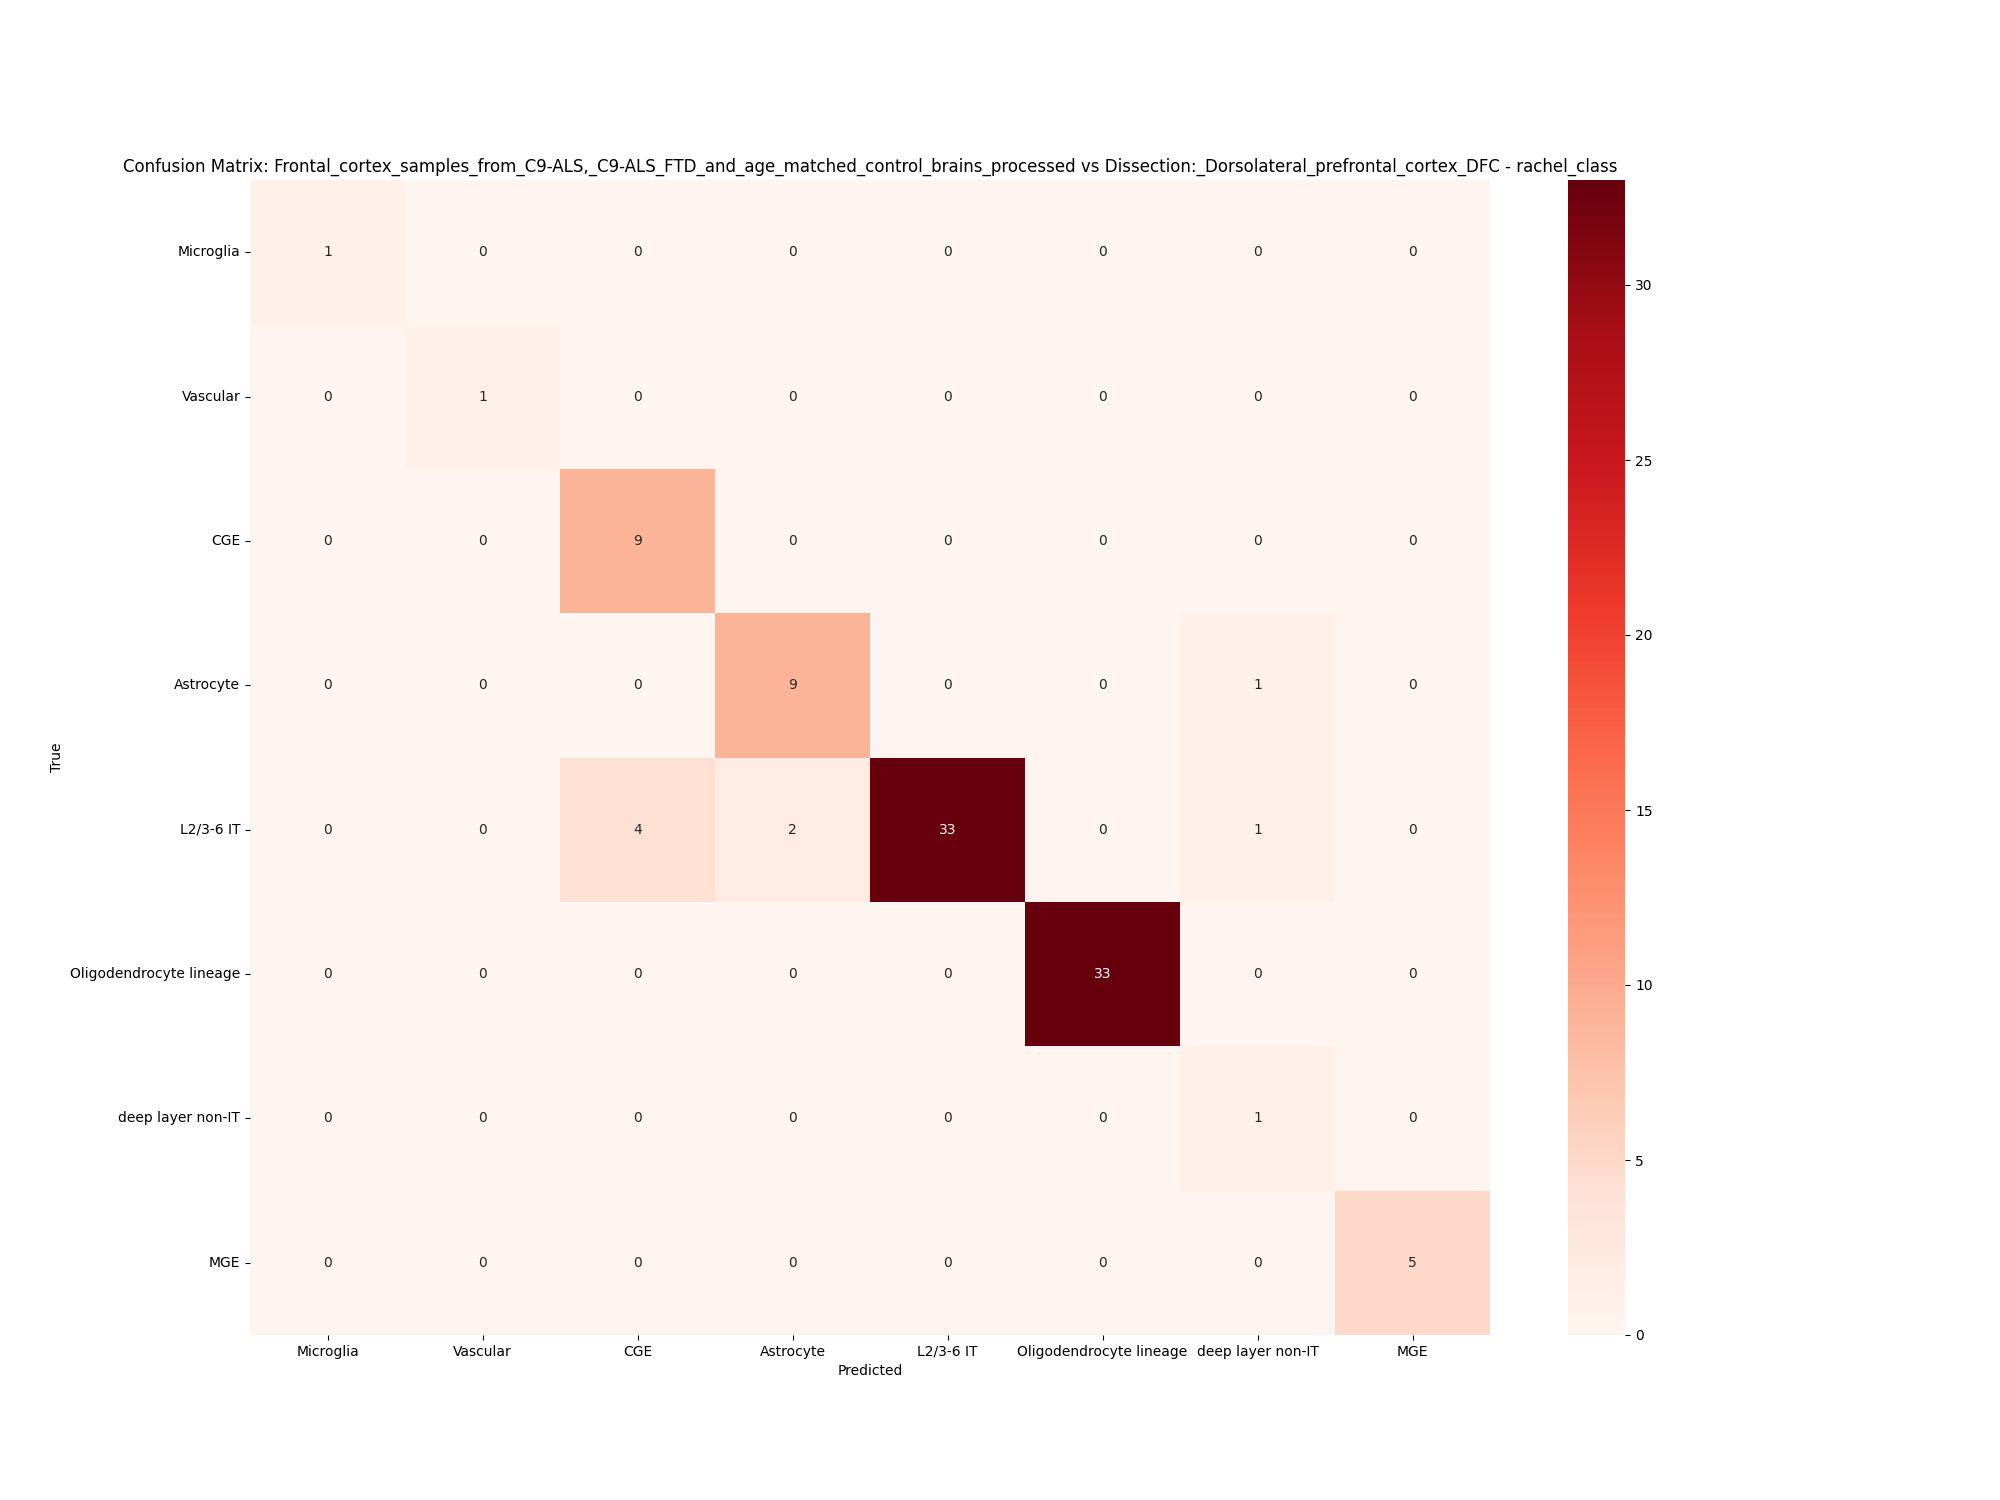 Confusion Matrix: Frontal_cortex_samples_from_C9-ALS,_C9-ALS_FTD_and_age_matched_control_brains_processed vs Dissection:_Dorsolateral_prefrontal_cortex_DFC - rachel_class
Microglia 1 0 0 0 0 0 0 0
Vascular 0 1 0 0 0 0 0 0
CGE 0 0 9 0 0 0 0 0
Astrocyte 0 0 0 9 0 0 1 0
L2/3-6 IT 0 0 4 2 33 0 1 0
Oligodendrocyte lineage 0 0 0 0 0 33 0 0
deep layer non-IT 0 0 0 0 0 0 1 0
MGE 0 0 0 0 0 0 0 5
True
Microglia Vascular CGE Astrocyte L2/3-6 IT Oligodendrocyte lineage deep layer non-IT MGE
Predicted
30
25
20
15
10
5
0